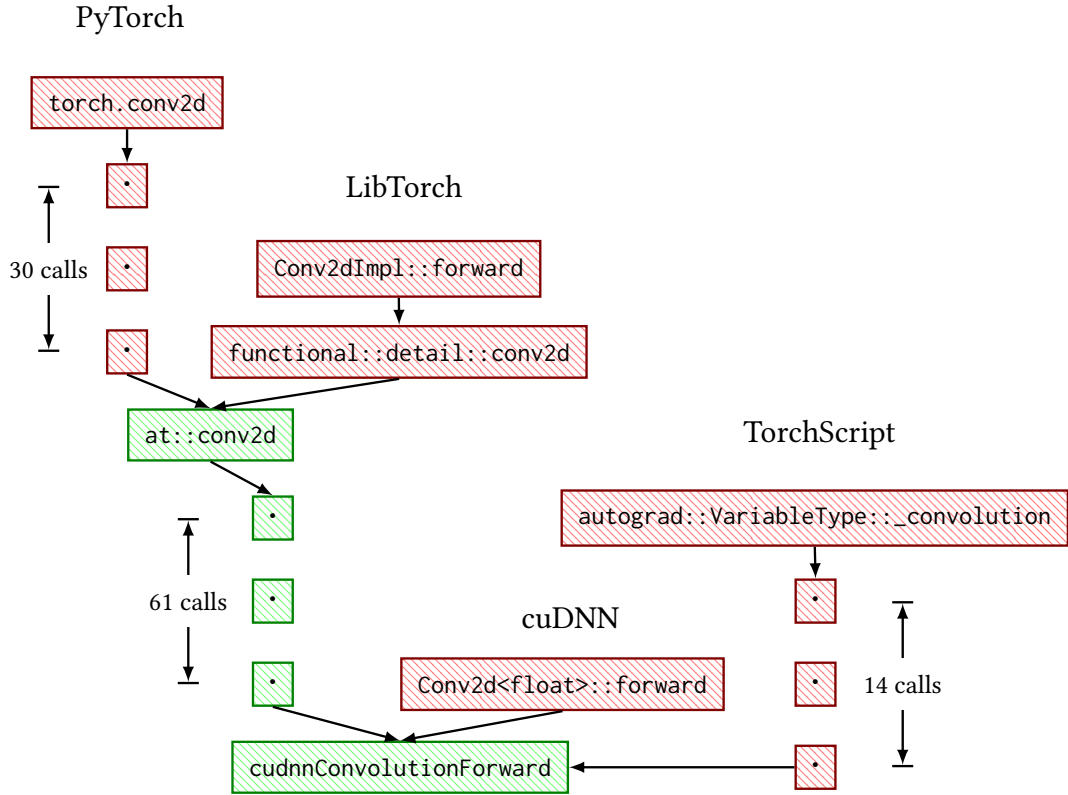 PyTorch
torch.conv2d
LibTorch
30 calls
Conv2dImpl::forward
functional::detail::conv2d
at::conv2d
TorchScript
autograd::VariableType::_convolution
61 calls
cuDNN
Conv2d<float>::forward
14 calls
cudnnConvolutionForward